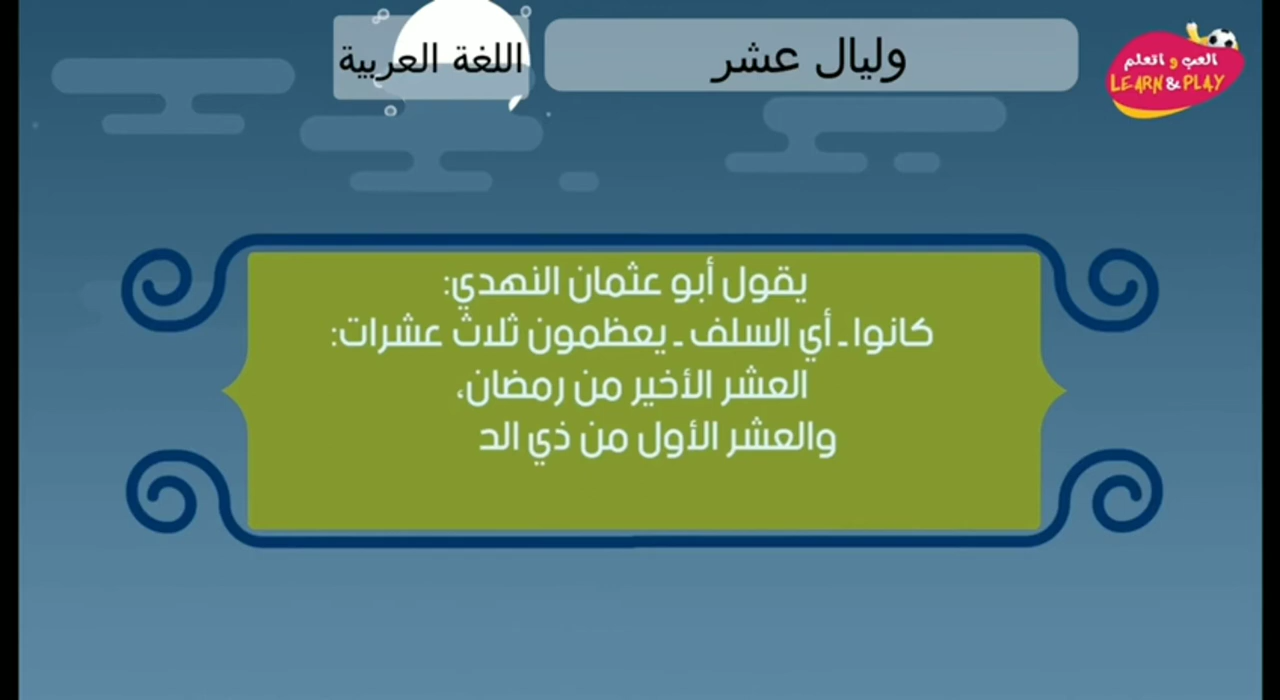 وليال عشر
اللغة العربية
العب و اتعلم
LEARN & PLAY
يقول أبو عثمان النهدي:
كانوا ـ أي السلف ـ يعظمون ثلاث عشرات:
العشر الأخير من رمضان،
والعشر الأول من ذي الد